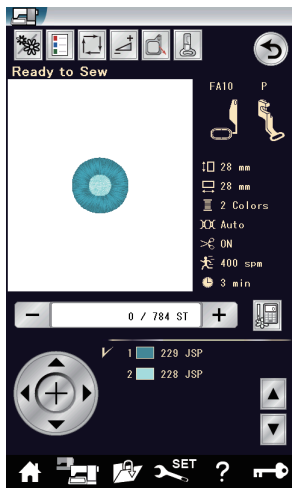 Ready to Sew
FA10 P
28 mm
28 mm
2 Colors
Auto
ON
400 spm
3 min
0 / 784 ST
1 229 JSP
2 228 JSP
SET
?